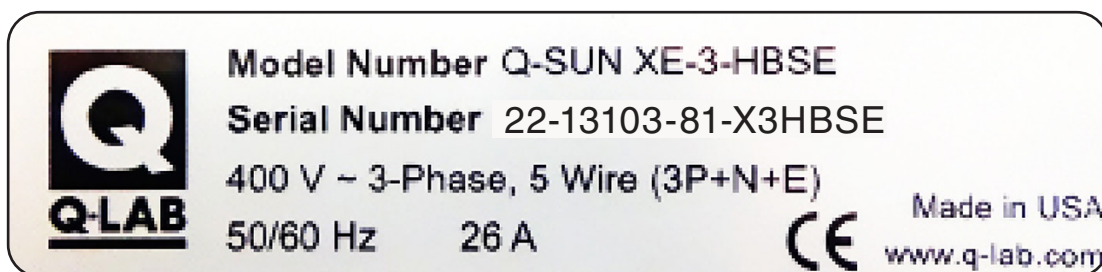 Model Number Q-SUN XE-3-HBSE
Serial Number 22-13103-81-X3HBSE
400 V ~ 3-Phase, 5 Wire (3P+N+E)
50/60 Hz 26 A
Q-LAB
CE
Made in USA
www.q-lab.com